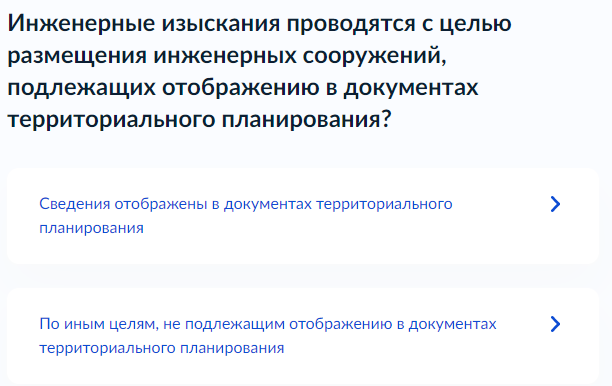 Инженерные изыскания проводятся с целью
размещения инженерных сооружений,
подлежащих отображению в документах
территориального планирования?
Сведения отображены в документах территориального
планирования
По иным целям, не подлежащим отображению в документах
территориального планирования